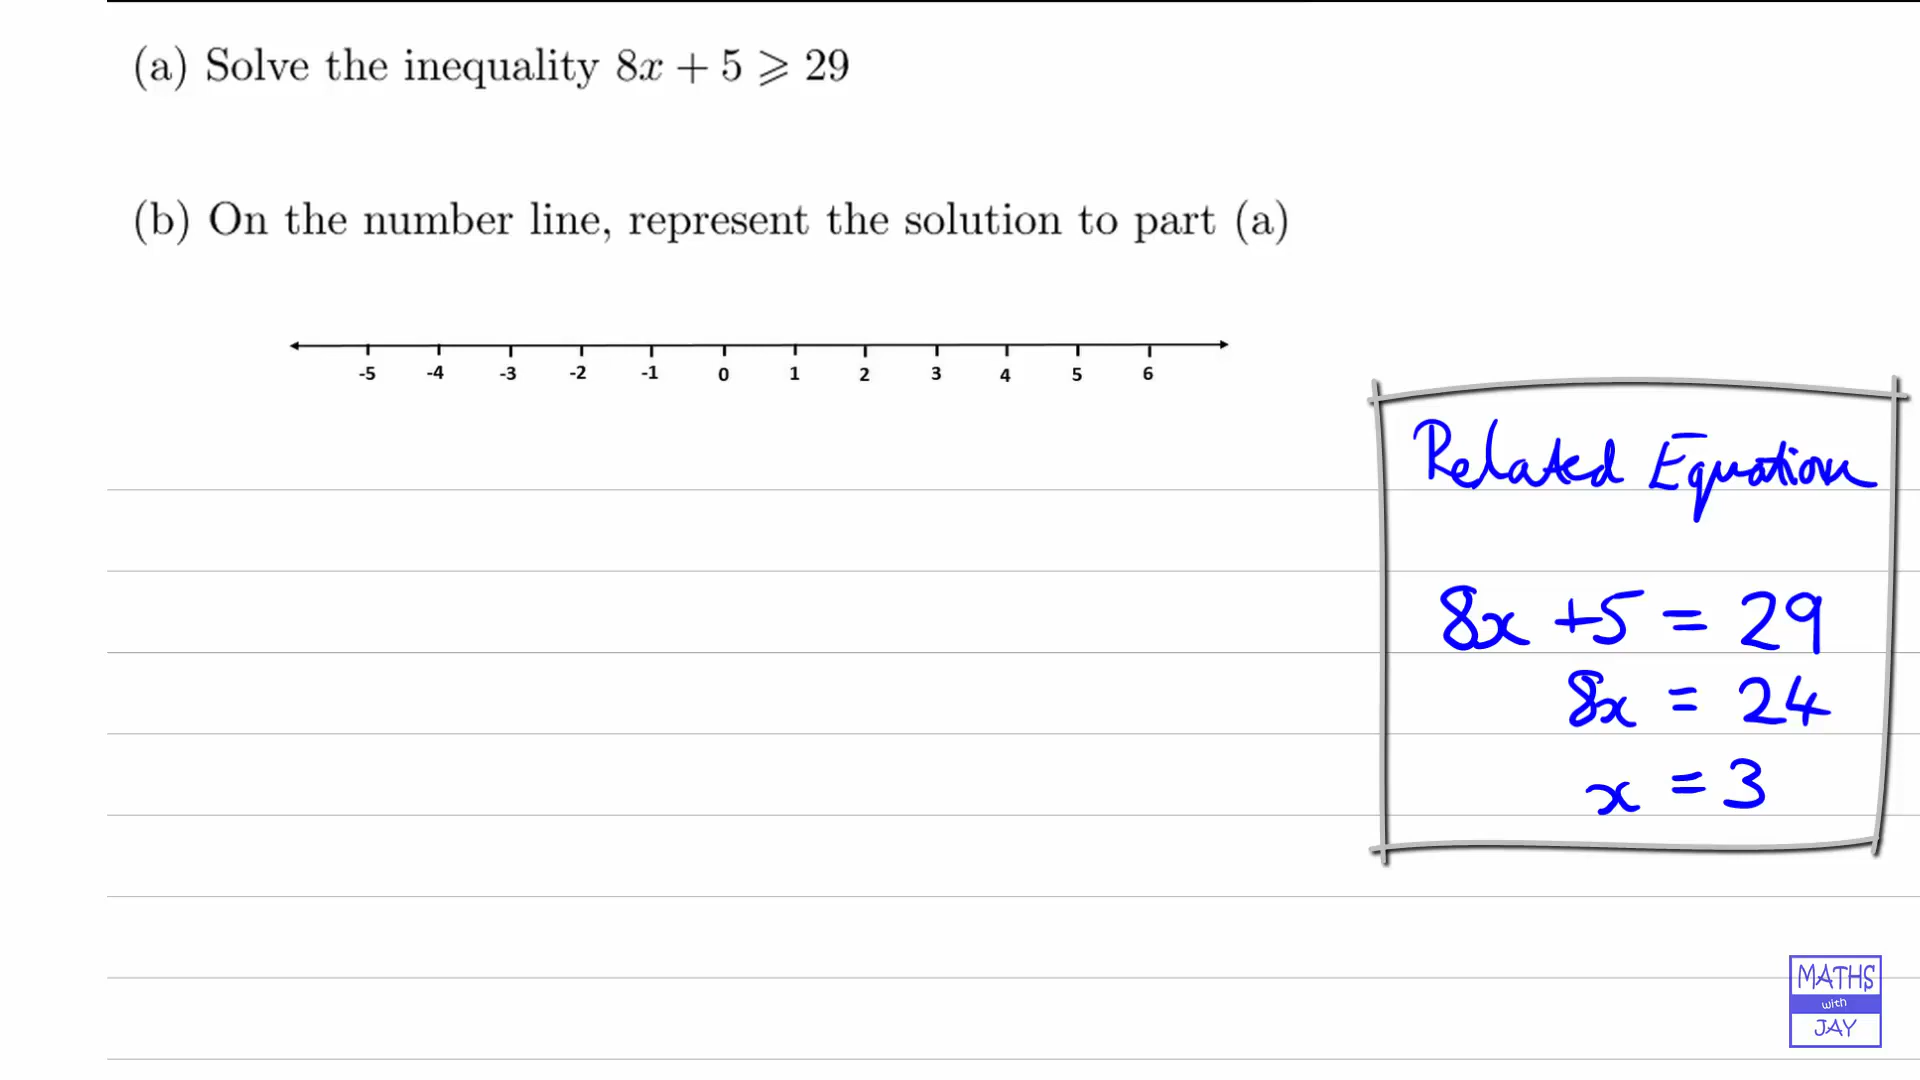 (a) Solve the inequality 8x + 5 ⩾ 29
(b) On the number line, represent the solution to part (a)
-5 -4 -3 -2 -1 0 1 2 3 4 5 6
Related Equation
8x + 5 = 29
8x = 24
x = 3
MATHS
with
JAY